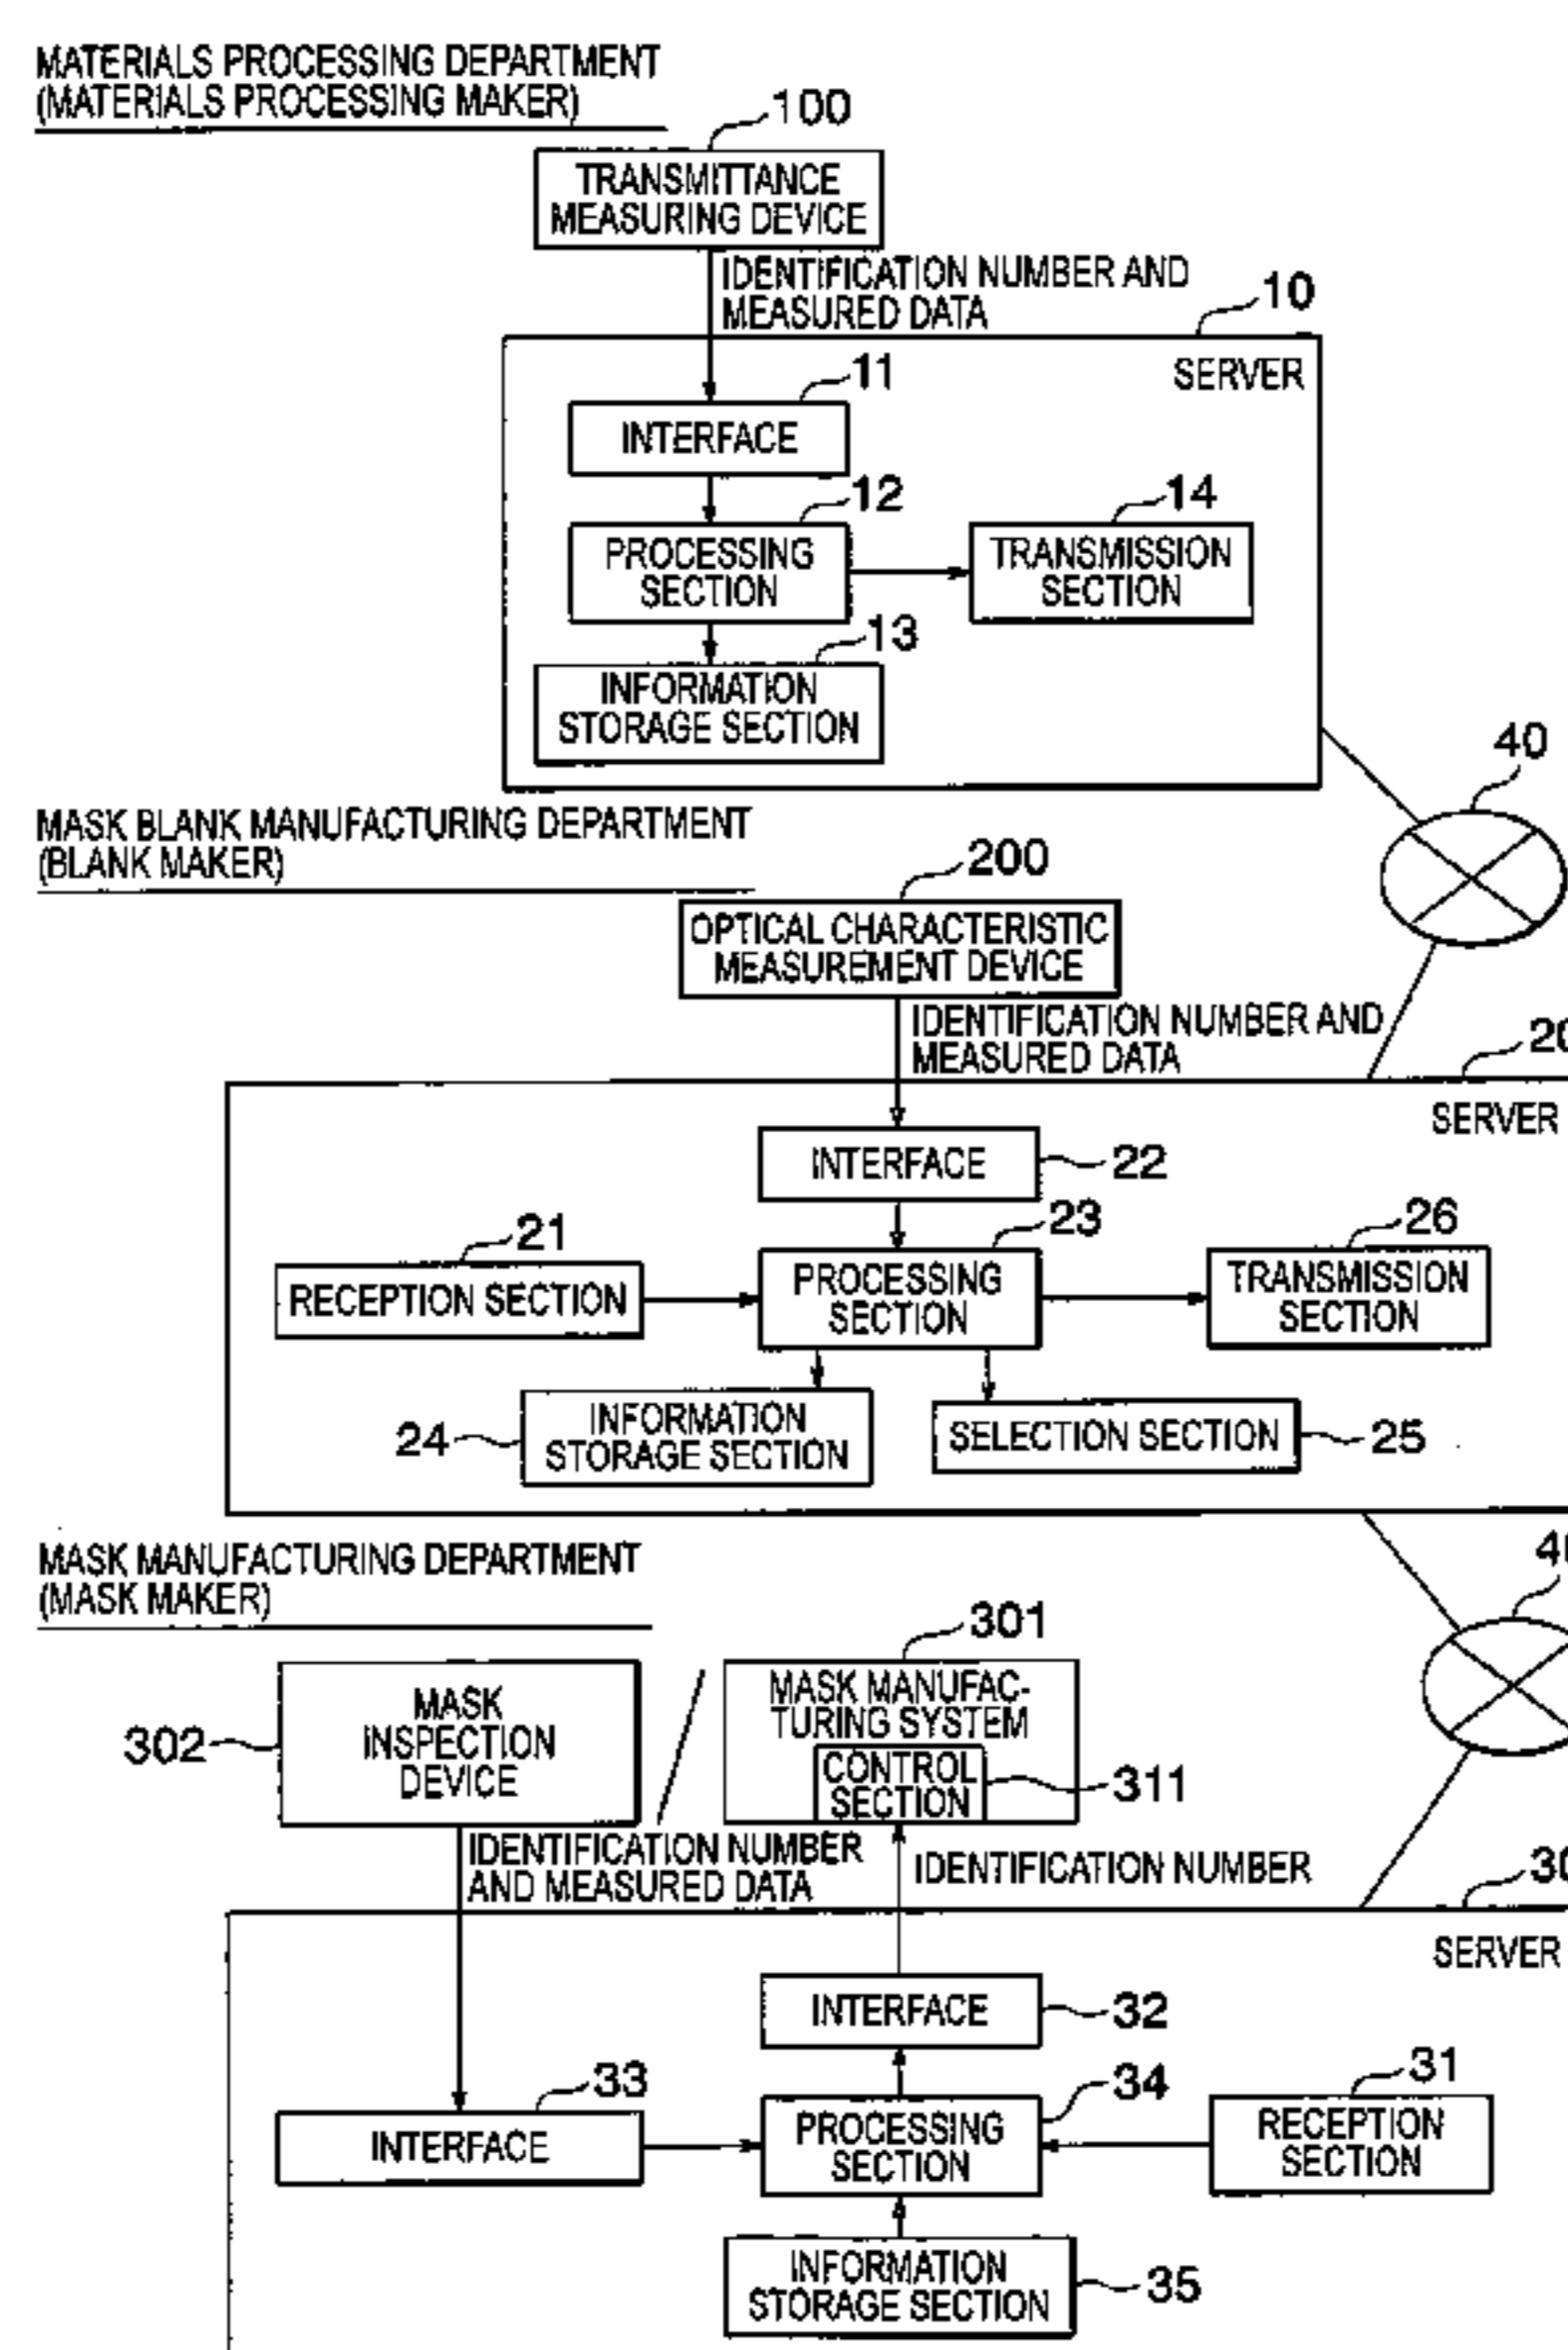 MATERIALS PROCESSING DEPARTMENT
(MATERIALS PROCESSING MAKER)
100
TRANSMITTANCE
MEASURING DEVICE
IDENTIFICATION NUMBER AND
MEASURED DATA
10
SERVER
11
INTERFACE
12
PROCESSING
SECTION
14
TRANSMISSION
SECTION
13
INFORMATION
STORAGE SECTION
40
MASK BLANK MANUFACTURING DEPARTMENT
(BLANK MAKER)
200
OPTICAL CHARACTERISTIC
MEASUREMENT DEVICE
IDENTIFICATION NUMBER AND
MEASURED DATA
20
SERVER
INTERFACE
22
21
RECEPTION SECTION
23
PROCESSING
SECTION
26
TRANSMISSION
SECTION
24
INFORMATION
STORAGE SECTION
SELECTION SECTION
25
MASK MANUFACTURING DEPARTMENT
(MASK MAKER)
40
301
302
MASK
INSPECTION
DEVICE
MASK MANUFAC-
TURING SYSTEM
CONTROL
SECTION
311
IDENTIFICATION NUMBER
AND MEASURED DATA
IDENTIFICATION NUMBER
30
SERVER
INTERFACE
32
33
INTERFACE
34
PROCESSING
SECTION
31
RECEPTION
SECTION
INFORMATION
STORAGE SECTION
35